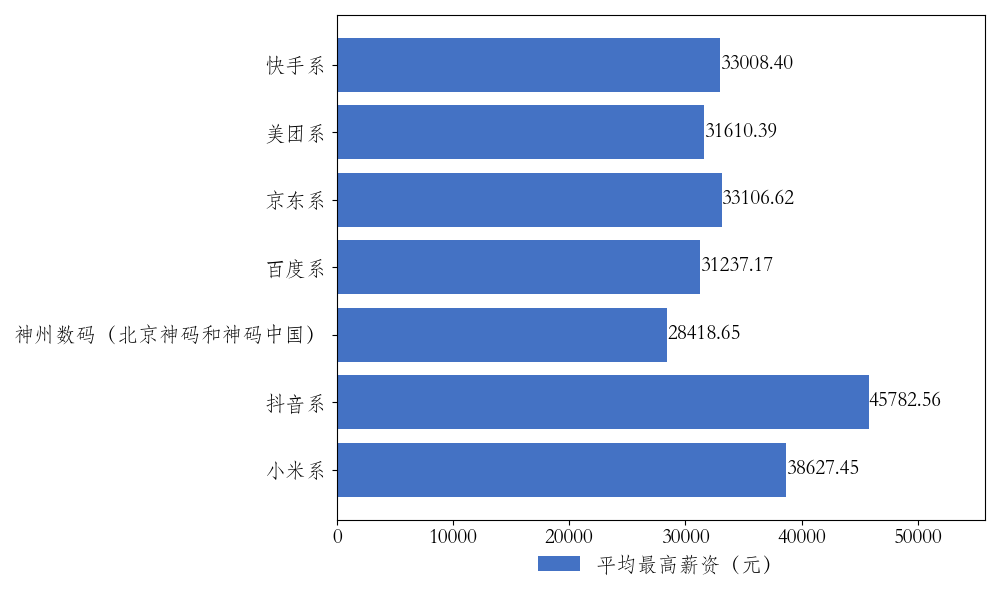 快手系 33008.40
美团系 31610.39
京东系 33106.62
百度系 31237.17
神州数码（北京神码和神码中国） 28418.65
抖音系 45782.56
小米系 38627.45
0 10000 20000 30000 40000 50000
平均最高薪资（元）